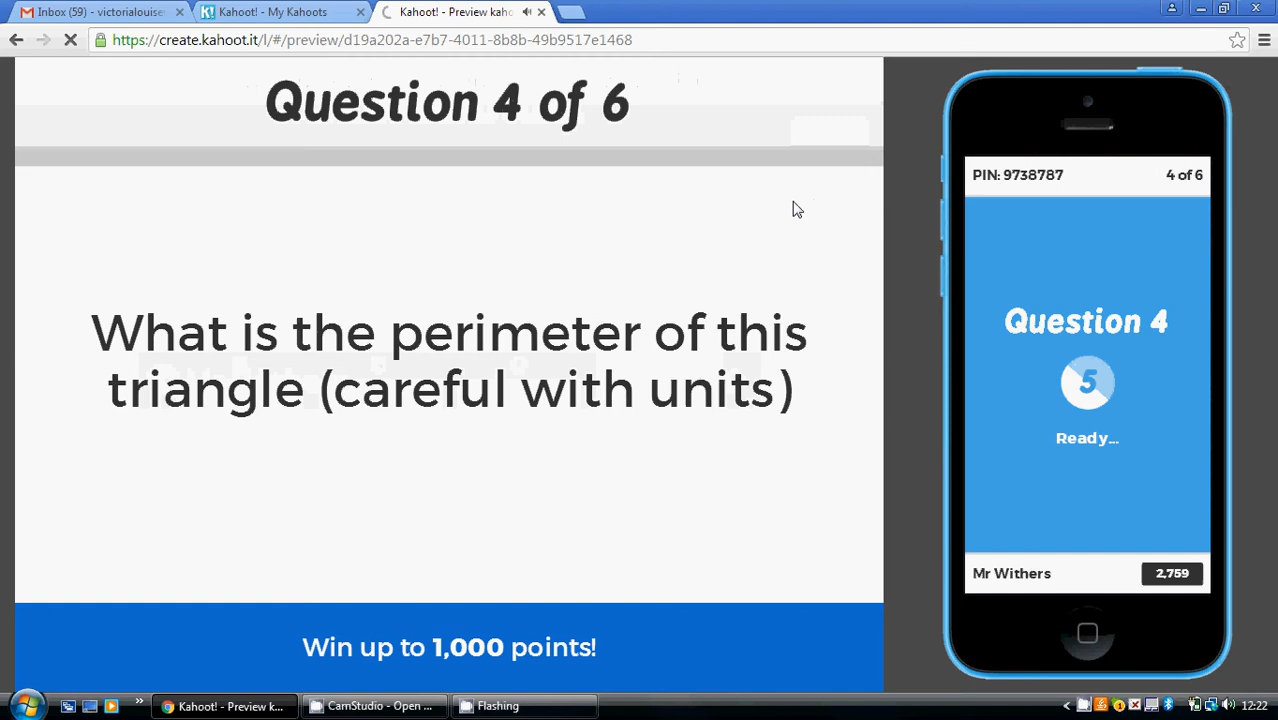 Inbox (59) - victorialouise
Kahoot! - My Kahoots
Kahoot! - Preview kaho
https://create.kahoot.it/l/#/preview/d19a202a-e7b7-4011-8b8b-49b9517e1468
Question 4 of 6
What is the perimeter of this
triangle (careful with units)
Win up to 1,000 points!
PIN: 9738787
4 of 6
Question 4
5
Ready...
Mr Withers
2,759
Kahoot! - Preview k...
CamStudio - Open ...
Flashing
12:22